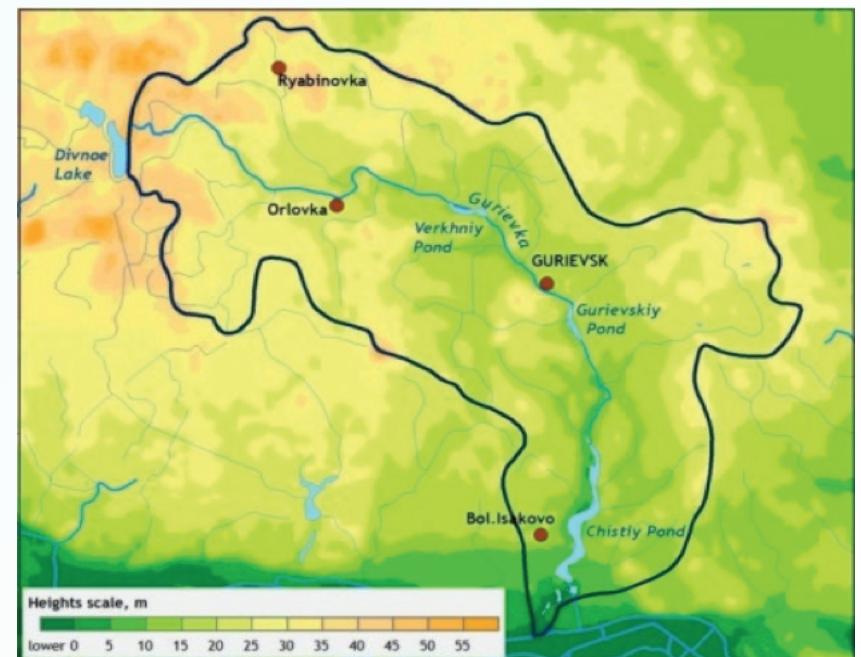 Ryabinovka
Divnoe
Lake
Orlovka
Gurievka
Verkhniy
Pond
GURIEVSK
Gurievskiy
Pond
Bol.Isakovo
Chistly Pond
Heights scale, m
lower 0 5 10 15 20 25 30 35 40 45 50 55